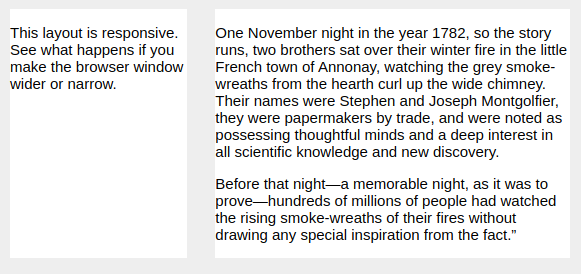 This layout is responsive.
See what happens if you
make the browser window
wider or narrow.
One November night in the year 1782, so the story
runs, two brothers sat over their winter fire in the little
French town of Annonay, watching the grey smoke-
wreaths from the hearth curl up the wide chimney.
Their names were Stephen and Joseph Montgolfier,
they were papermakers by trade, and were noted as
possessing thoughtful minds and a deep interest in
all scientific knowledge and new discovery.
Before that night—a memorable night, as it was to
prove—hundreds of millions of people had watched
the rising smoke-wreaths of their fires without
drawing any special inspiration from the fact.”